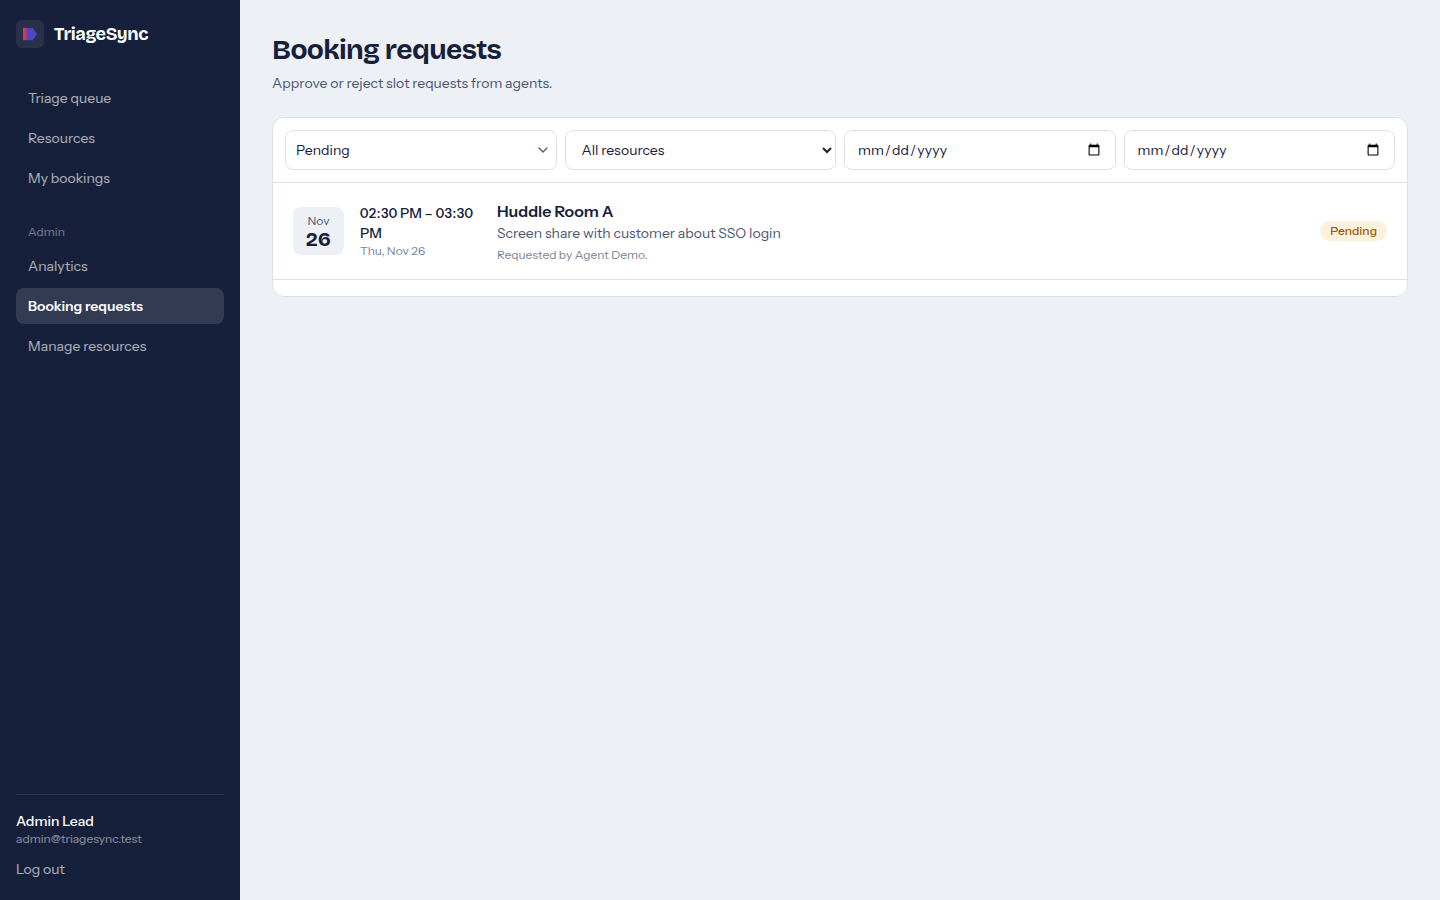 TriageSync
Triage queue
Resources
My bookings
Admin
Analytics
Booking requests
Manage resources
Admin Lead
admin@triagesync.test
Log out
Booking requests
Approve or reject slot requests from agents.
Pending
All resources
mm/dd/yyyy
mm/dd/yyyy
Nov
26
02:30 PM – 03:30
PM
Thu, Nov 26
Huddle Room A
Screen share with customer about SSO login
Requested by Agent Demo.
Pending